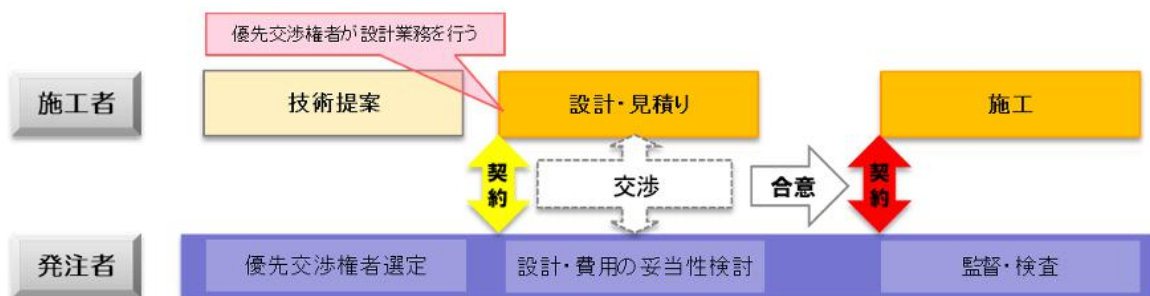 優先交渉権者が設計業務を行う
施工者
技術提案
設計・見積り
施工
契約
交渉
合意
契約
発注者
優先交渉権者選定
設計・費用の妥当性検討
監督・検査